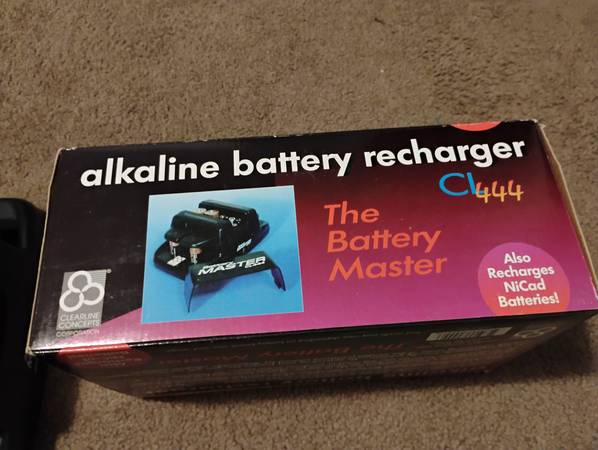 alkaline battery recharger
CL444
The
Battery
Master
MASTER
Also
Recharges
NiCad
Batteries!
CLEARLINE
CONCEPTS
CORPORATION